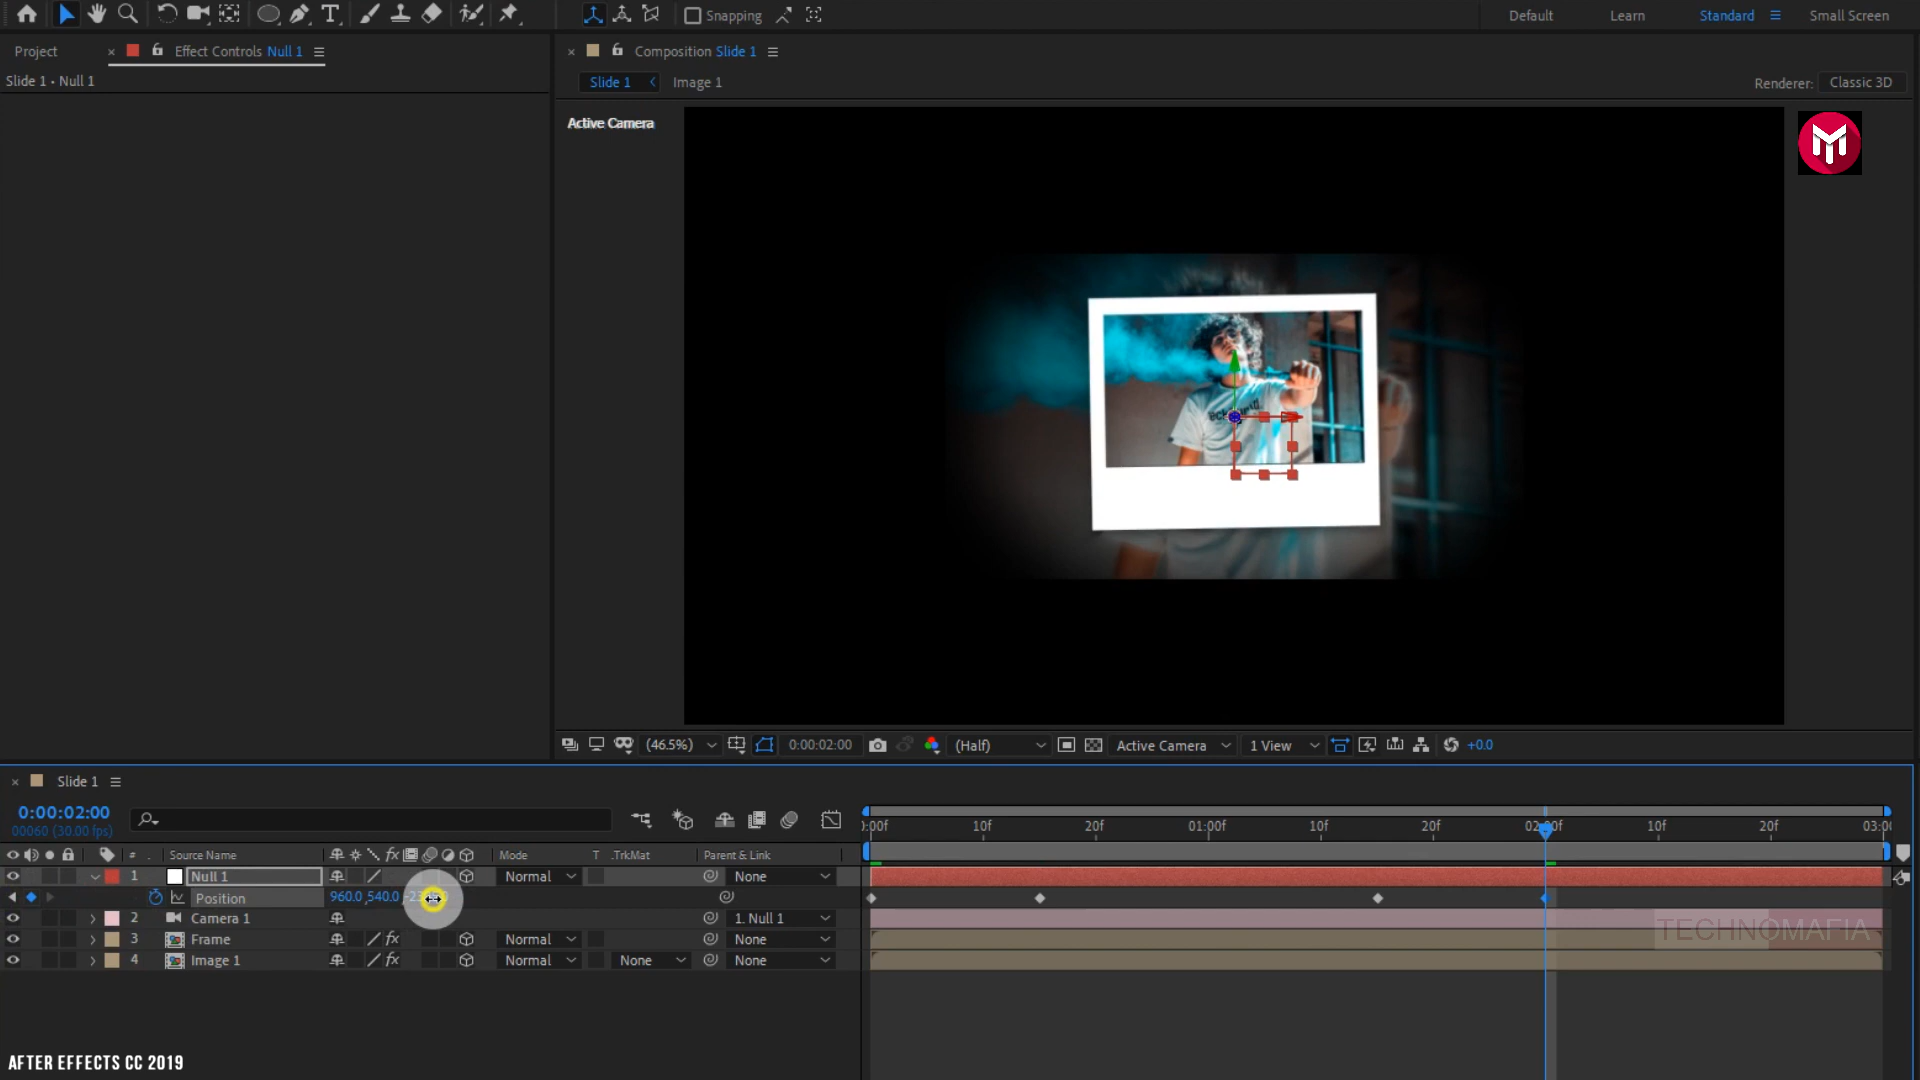 Snapping
Default
Learn
Standard
Small Screen
Project
Effect Controls Null 1
Composition Slide 1
Slide 1 • Null 1
Slide 1
Image 1
Renderer:
Classic 3D
Active Camera
(46.5%)
0:00:02:00
(Half)
Active Camera
1 View
+0.0
Slide 1
0:00:02:00
00060 (30.00 fps)
:00f
10f
20f
01:00f
10f
20f
02:00f
10f
20f
03:00
#
Source Name
fx
Mode
T
.TrkMat
Parent & Link
1
Null 1
Normal
None
Position
960.0 ,540.0
2
Camera 1
1. Null 1
TECHNOMAFIA
3
Frame
fx
Normal
None
4
Image 1
fx
Normal
None
None
AFTER EFFECTS CC 2019